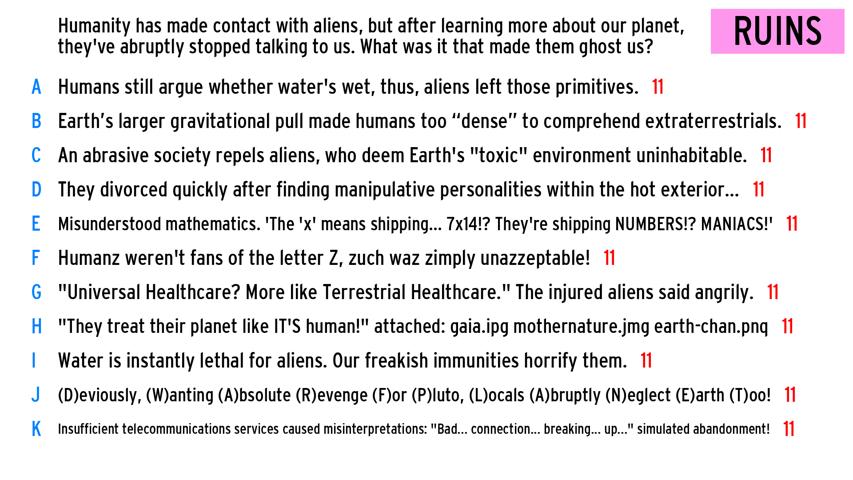 Humanity has made contact with aliens, but after learning more about our planet,
they've abruptly stopped talking to us. What was it that made them ghost us?
RUINS
A Humans still argue whether water's wet, thus, aliens left those primitives. 11
B Earth’s larger gravitational pull made humans too “dense” to comprehend extraterrestrials. 11
C An abrasive society repels aliens, who deem Earth's "toxic" environment uninhabitable. 11
D They divorced quickly after finding manipulative personalities within the hot exterior... 11
E Misunderstood mathematics. 'The 'x' means shipping... 7x14!? They're shipping NUMBERS!? MANIACS!' 11
F Humanz weren't fans of the letter Z, zuch waz zimply unazzeptable! 11
G "Universal Healthcare? More like Terrestrial Healthcare." The injured aliens said angrily. 11
H "They treat their planet like IT'S human!" attached: gaia.ipg mothernature.jmg earth-chan.pnq 11
I Water is instantly lethal for aliens. Our freakish immunities horrify them. 11
J (D)eviously, (W)anting (A)bsolute (R)evenge (F)or (P)luto, (L)ocals (A)bruptly (N)eglect (E)arth (T)oo! 11
K Insufficient telecommunications services caused misinterpretations: "Bad... connection... breaking... up..." simulated abandonment! 11